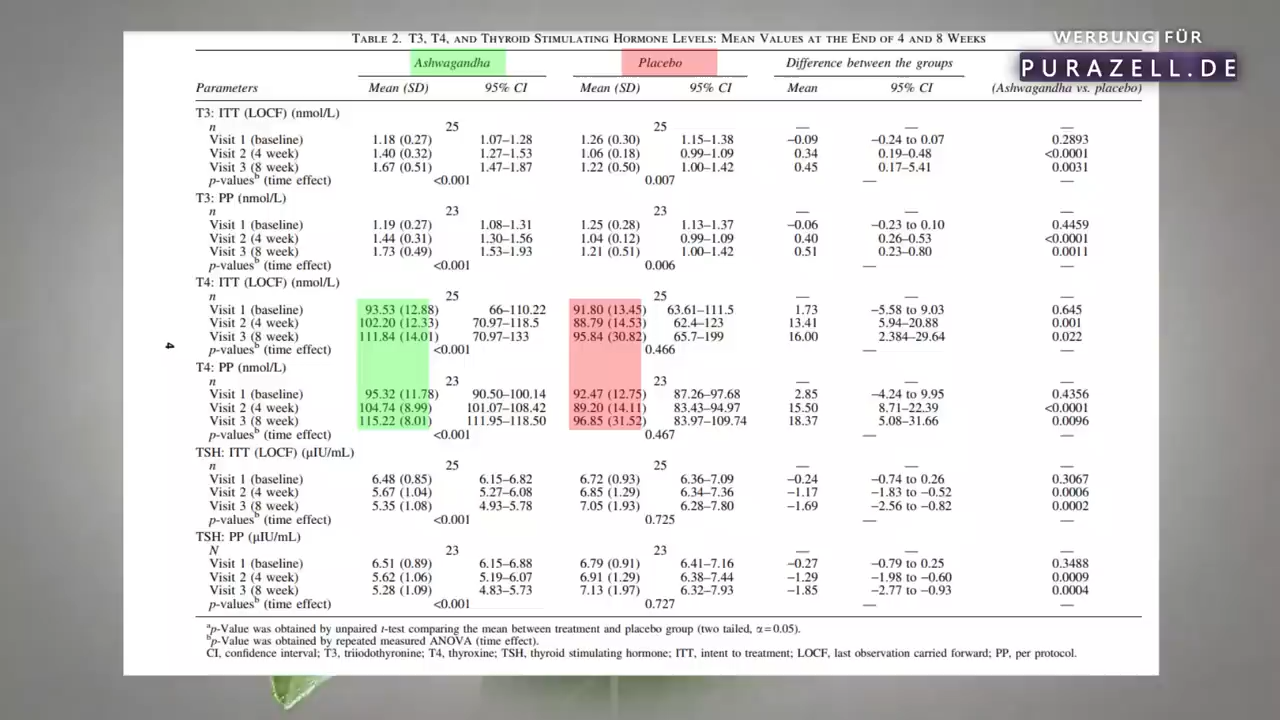 TABLE 2. T3, T4, AND THYROID STIMULATING HORMONE LEVELS: MEAN VALUES AT THE END OF 4 AND 8 WEEKS
WERBUNG FÜR
PURAZELL.DE
Ashwagandha Placebo Difference between the groups
Parameters Mean (SD) 95% CI Mean (SD) 95% CI Mean 95% CI (Ashwagandha vs. placebo)
T3: ITT (LOCF) (nmol/L)
n 25 25 — — —
Visit 1 (baseline) 1.18 (0.27) 1.07–1.28 1.26 (0.30) 1.15–1.38 −0.09 −0.24 to 0.07 0.2893
Visit 2 (4 week) 1.40 (0.32) 1.27–1.53 1.06 (0.18) 0.99–1.09 0.34 0.19–0.48 <0.0001
Visit 3 (8 week) 1.67 (0.51) 1.47–1.87 1.22 (0.50) 1.00–1.42 0.45 0.17–5.41 0.0031
p-valuesb (time effect) <0.001 0.007 — —
T3: PP (nmol/L)
n 23 23 — — —
Visit 1 (baseline) 1.19 (0.27) 1.08–1.31 1.25 (0.28) 1.13–1.37 −0.06 −0.23 to 0.10 0.4459
Visit 2 (4 week) 1.44 (0.31) 1.30–1.56 1.04 (0.12) 0.99–1.09 0.40 0.26–0.53 <0.0001
Visit 3 (8 week) 1.73 (0.49) 1.53–1.93 1.21 (0.51) 1.00–1.42 0.51 0.23–0.80 0.0011
p-valuesb (time effect) <0.001 0.006 — —
T4: ITT (LOCF) (nmol/L)
n 25 25 — — —
Visit 1 (baseline) 93.53 (12.88) 66–110.22 91.80 (13.45) 63.61–111.5 1.73 −5.58 to 9.03 0.645
Visit 2 (4 week) 102.20 (12.33) 70.97–118.5 88.79 (14.53) 62.4–123 13.41 5.94–20.88 0.001
Visit 3 (8 week) 111.84 (14.01) 70.97–133 95.84 (30.82) 65.7–199 16.00 2.384–29.64 0.022
4
p-valuesb (time effect) <0.001 0.466 — —
T4: PP (nmol/L)
n 23 23 — — —
Visit 1 (baseline) 95.32 (11.78) 90.50–100.14 92.47 (12.75) 87.26–97.68 2.85 −4.24 to 9.95 0.4356
Visit 2 (4 week) 104.74 (8.99) 101.07–108.42 89.20 (14.11) 83.43–94.97 15.50 8.71–22.39 <0.0001
Visit 3 (8 week) 115.22 (8.01) 111.95–118.50 96.85 (31.52) 83.97–109.74 18.37 5.08–31.66 0.0096
p-valuesb (time effect) <0.001 0.467 — —
TSH: ITT (LOCF) (μIU/mL)
n 25 25 — — —
Visit 1 (baseline) 6.48 (0.85) 6.15–6.82 6.72 (0.93) 6.36–7.09 −0.24 −0.74 to 0.26 0.3067
Visit 2 (4 week) 5.67 (1.04) 5.27–6.08 6.85 (1.29) 6.34–7.36 −1.17 −1.83 to −0.52 0.0006
Visit 3 (8 week) 5.35 (1.08) 4.93–5.78 7.05 (1.93) 6.28–7.80 −1.69 −2.56 to −0.82 0.0002
p-valuesb (time effect) <0.001 0.725 — —
TSH: PP (μIU/mL)
N 23 23 — — —
Visit 1 (baseline) 6.51 (0.89) 6.15–6.88 6.79 (0.91) 6.41–7.16 −0.27 −0.79 to 0.25 0.3488
Visit 2 (4 week) 5.62 (1.06) 5.19–6.07 6.91 (1.29) 6.38–7.44 −1.29 −1.98 to −0.60 0.0009
Visit 3 (8 week) 5.28 (1.09) 4.83–5.73 7.13 (1.97) 6.32–7.93 −1.85 −2.77 to −0.93 0.0004
p-valuesb (time effect) <0.001 0.727 — —
ap-Value was obtained by unpaired t-test comparing the mean between treatment and placebo group (two tailed, α=0.05).
bp-Value was obtained by repeated measured ANOVA (time effect).
CI, confidence interval; T3, triiodothyronine; T4, thyroxine; TSH, thyroid stimulating hormone; ITT, intent to treatment; LOCF, last observation carried forward; PP, per protocol.